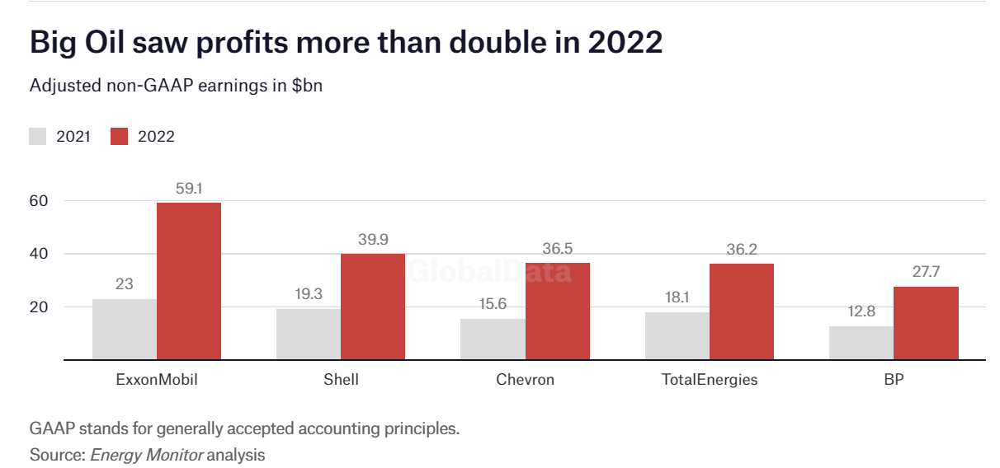 Big Oil saw profits more than double in 2022
Adjusted non-GAAP earnings in $bn
2021 2022
59.1
60
39.9
40
36.5
36.2
23
27.7
19.3
18.1
20
15.6
12.8
GlobalData
ExxonMobil Shell Chevron TotalEnergies BP
GAAP stands for generally accepted accounting principles.
Source: Energy Monitor analysis